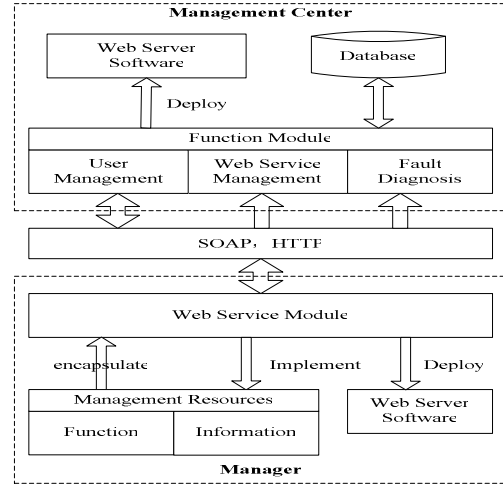 Management Center
Web Server
Software
Database
Deploy
Function Module
User
Management
Web Service
Management
Fault
Diagnosis
SOAP，HTTP
Web Service Module
encapsulate
Implement
Deploy
Management Resources
Function
Information
Web Server
Software
Manager